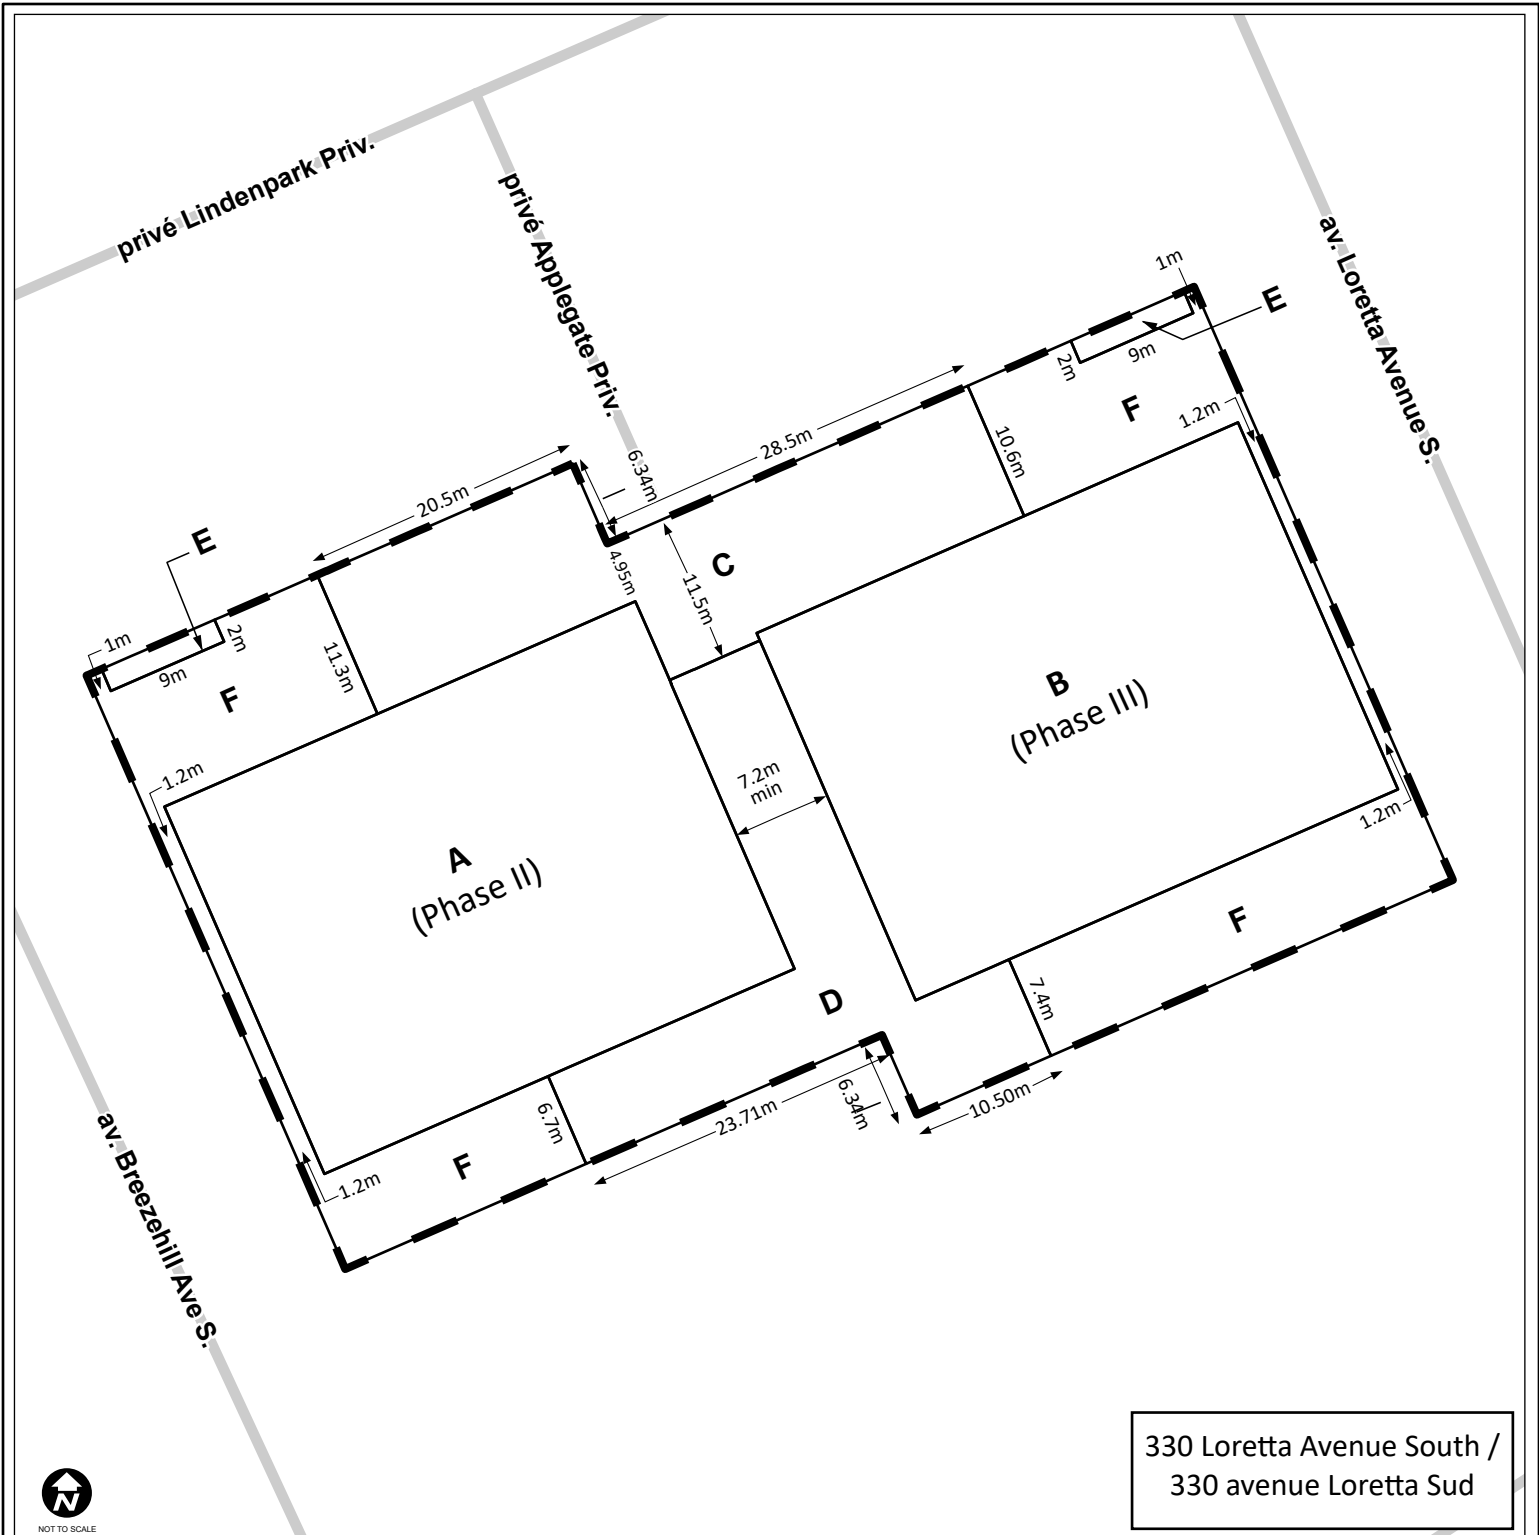 privé Lindenpark Priv.
privé Applegate Priv.
av. Loretta Avenue S.
1m
E
9m
2m
F
1.2m
28.5m
10.6m
6.34m
20.5m
C
4.95m
11.5m
E
1m
2m
9m
F
11.3m
1.2m
B
(Phase III)
7.2m
min
1.2m
A
(Phase II)
F
D
7.4m
6.34m
10.50m
23.71m
6.7m
F
1.2m
av. Breezehill Ave S.
330 Loretta Avenue South /
330 avenue Loretta Sud
N
NOT TO SCALE